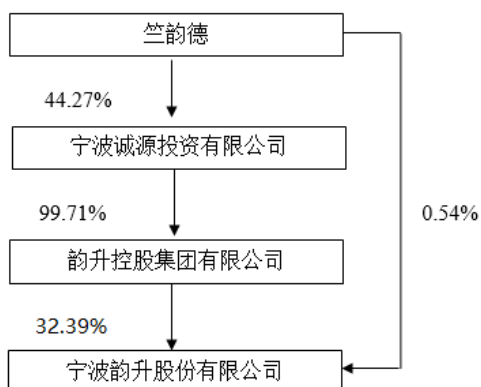 竺韵德
44.27%
宁波诚源投资有限公司
99.71%
0.54%
韵升控股集团有限公司
32.39%
宁波韵升股份有限公司